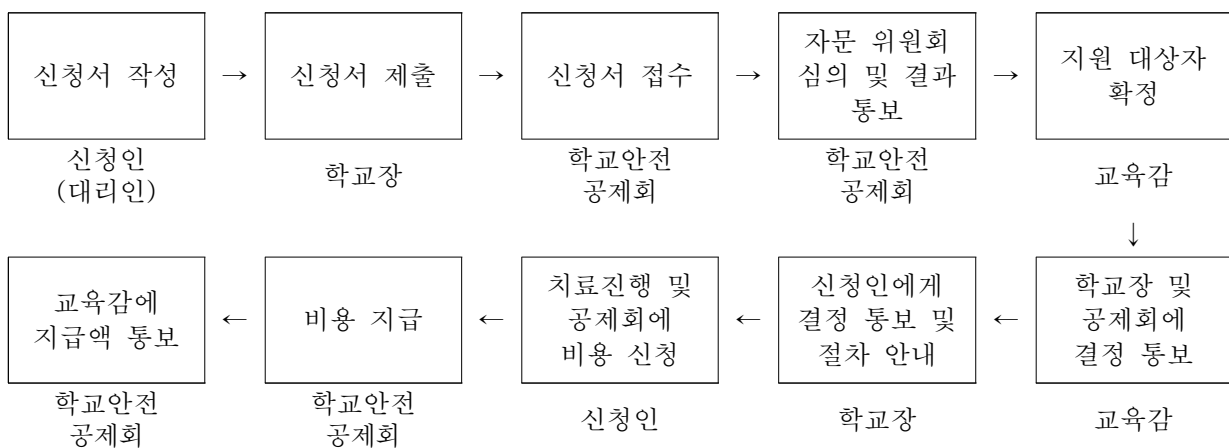 신청서 작성
→
신청서 제출
→
신청서 접수
→
자문 위원회
심의 및 결과
통보
→
지원 대상자
확정
신청인
(대리인)
학교장
학교안전
공제회
학교안전
공제회
교육감
↓
교육감에
지급액 통보
←
비용 지급
←
치료진행 및
공제회에
비용 신청
←
신청인에게
결정 통보 및
절차 안내
←
학교장 및
공제회에
결정 통보
학교안전
공제회
학교안전
공제회
신청인
학교장
교육감